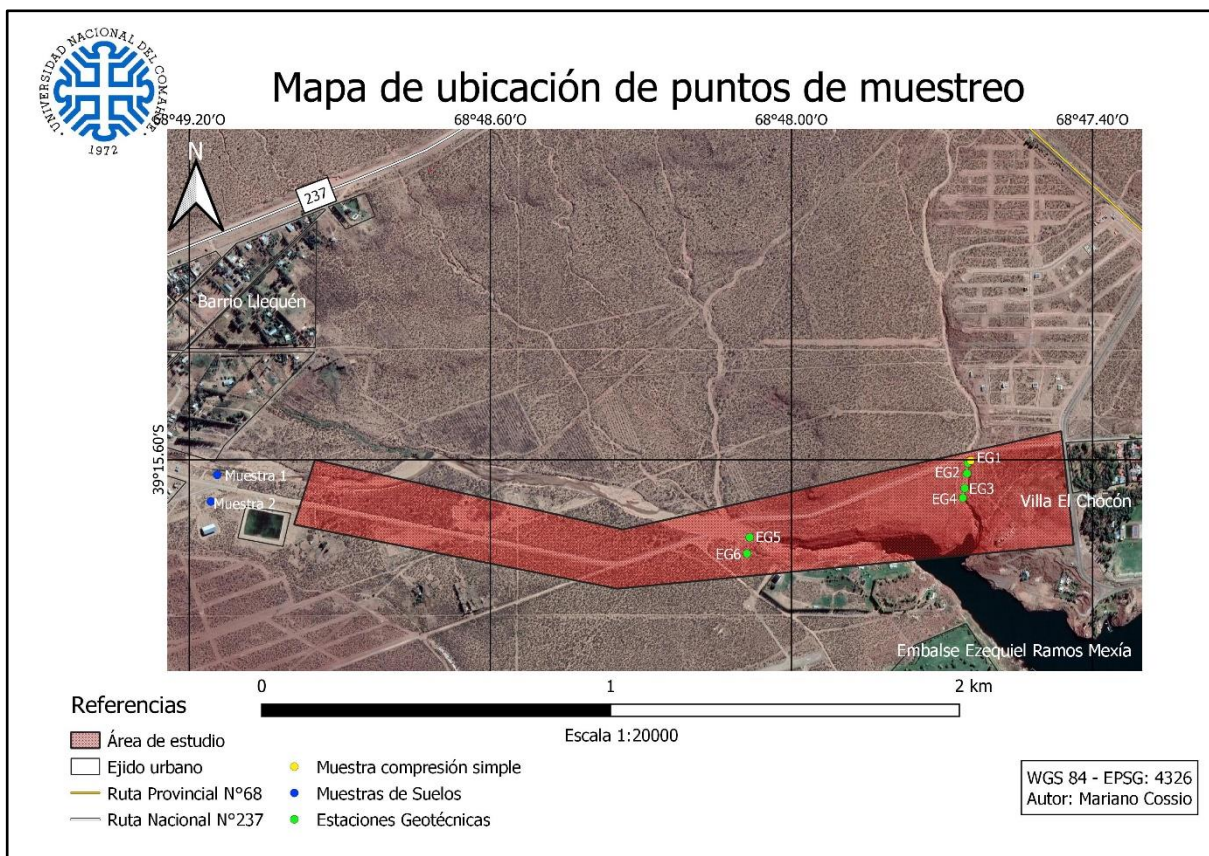 UNIVERSIDAD NACIONAL DEL COMAHUE
1972
Mapa de ubicación de puntos de muestreo
68°49.20′O
68°48.60′O
68°48.00′O
68°47.40′O
N
237
Barrio Llequén
39°15.60′S
Muestra 1
Muestra 2
EG1
EG2
EG3
EG4
Villa El Chocón
EG5
EG6
Embalse Ezequiel Ramos Mexía
0
1
2 km
Escala 1:20000
Referencias
Área de estudio
Ejido urbano
Ruta Provincial N°68
Ruta Nacional N°237
Muestra compresión simple
Muestras de Suelos
Estaciones Geotécnicas
WGS 84 - EPSG: 4326
Autor: Mariano Cossio